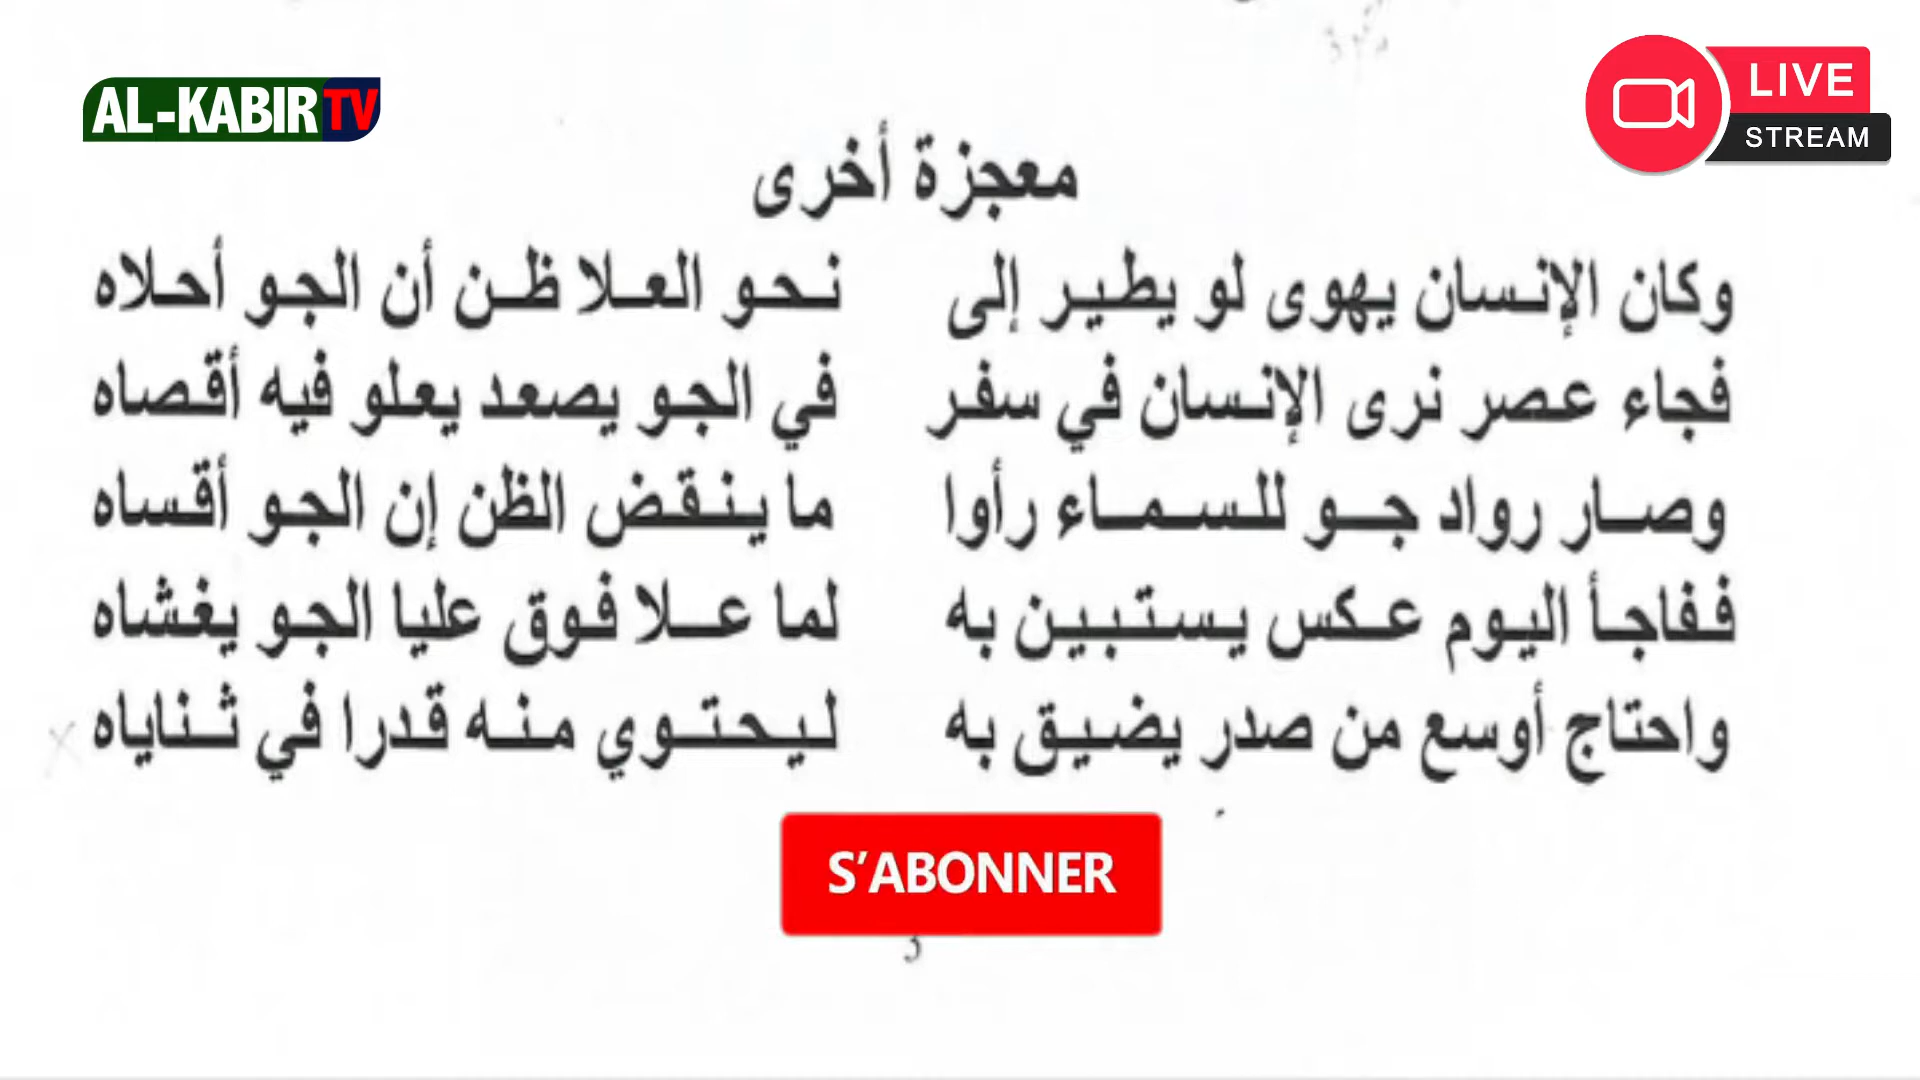 AL-KABIR TV
LIVE
STREAM
معجزة أخرى
وكان الإنسان يهوى لو يطير إلى نحو العلا ظن أن الجو أحلاه
فجاء عصر نرى الإنسان في سفر في الجو يصعد يعلو فيه أقصاه
وصار رواد جو للسماء رأوا ما ينقض الظن إن الجو أقساه
ففاجأ اليوم عكس يستبين به لما علا فوق عليا الجو يغشاه
واحتاج أوسع من صدر يضيق به ليحتوي منه قدرا في ثناياه
S'ABONNER